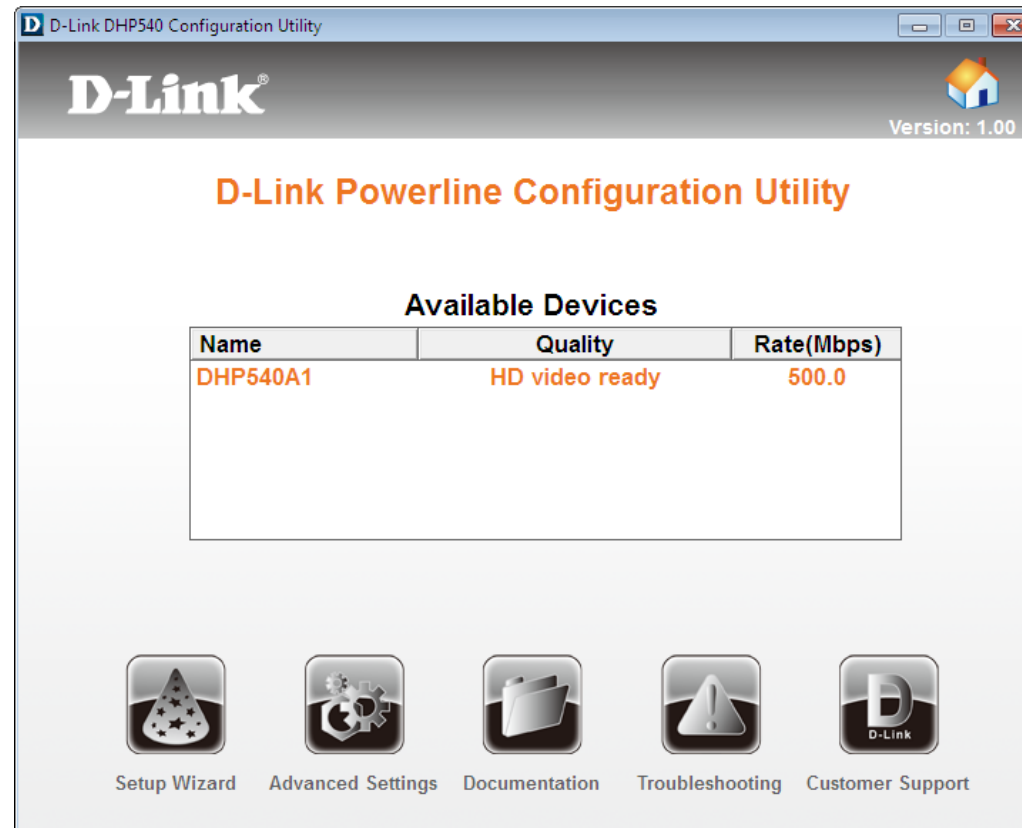 D-Link DHP540 Configuration Utility
D-Link®
Version: 1.00
D-Link Powerline Configuration Utility
Available Devices
Name Quality Rate(Mbps)
DHP540A1 HD video ready 500.0
D-Link
Setup Wizard Advanced Settings Documentation Troubleshooting Customer Support